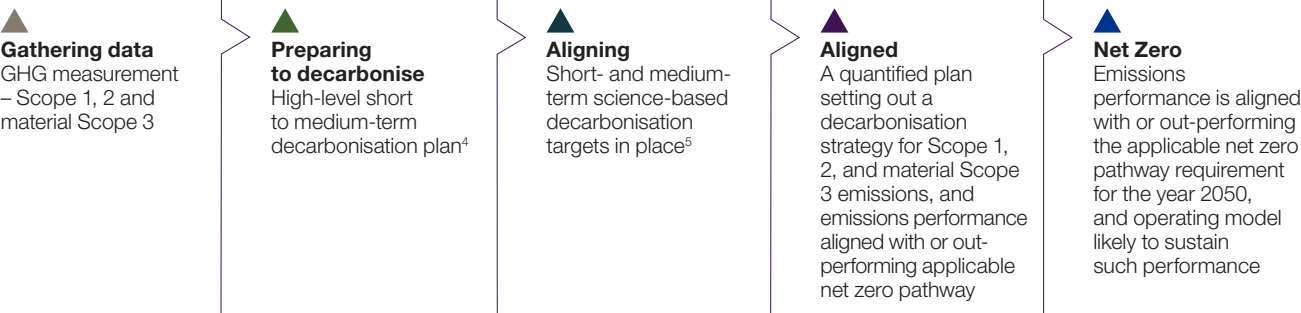 Gathering data
GHG measurement
– Scope 1, 2 and
material Scope 3
Preparing
to decarbonise
High-level short
to medium-term
decarbonisation plan⁴
Aligning
Short- and medium-
term science-based
decarbonisation
targets in place⁵
Aligned
A quantified plan
setting out a
decarbonisation
strategy for Scope 1,
2, and material Scope
3 emissions, and
emissions performance
aligned with or out-
performing applicable
net zero pathway
Net Zero
Emissions
performance is aligned
with or out-performing
the applicable net zero
pathway requirement
for the year 2050,
and operating model
likely to sustain
such performance